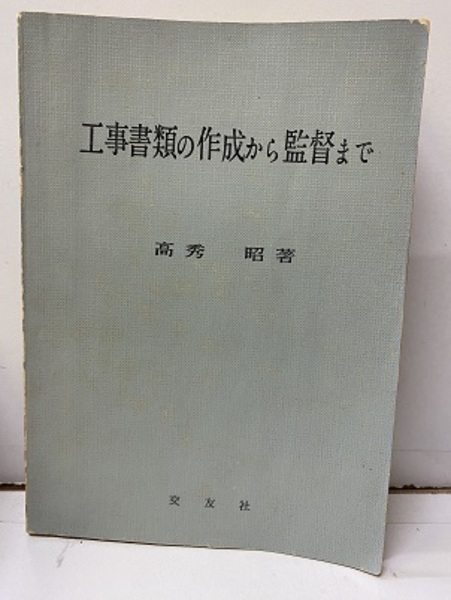 工事書類の作成から監督まで
高秀 昭著
交友社